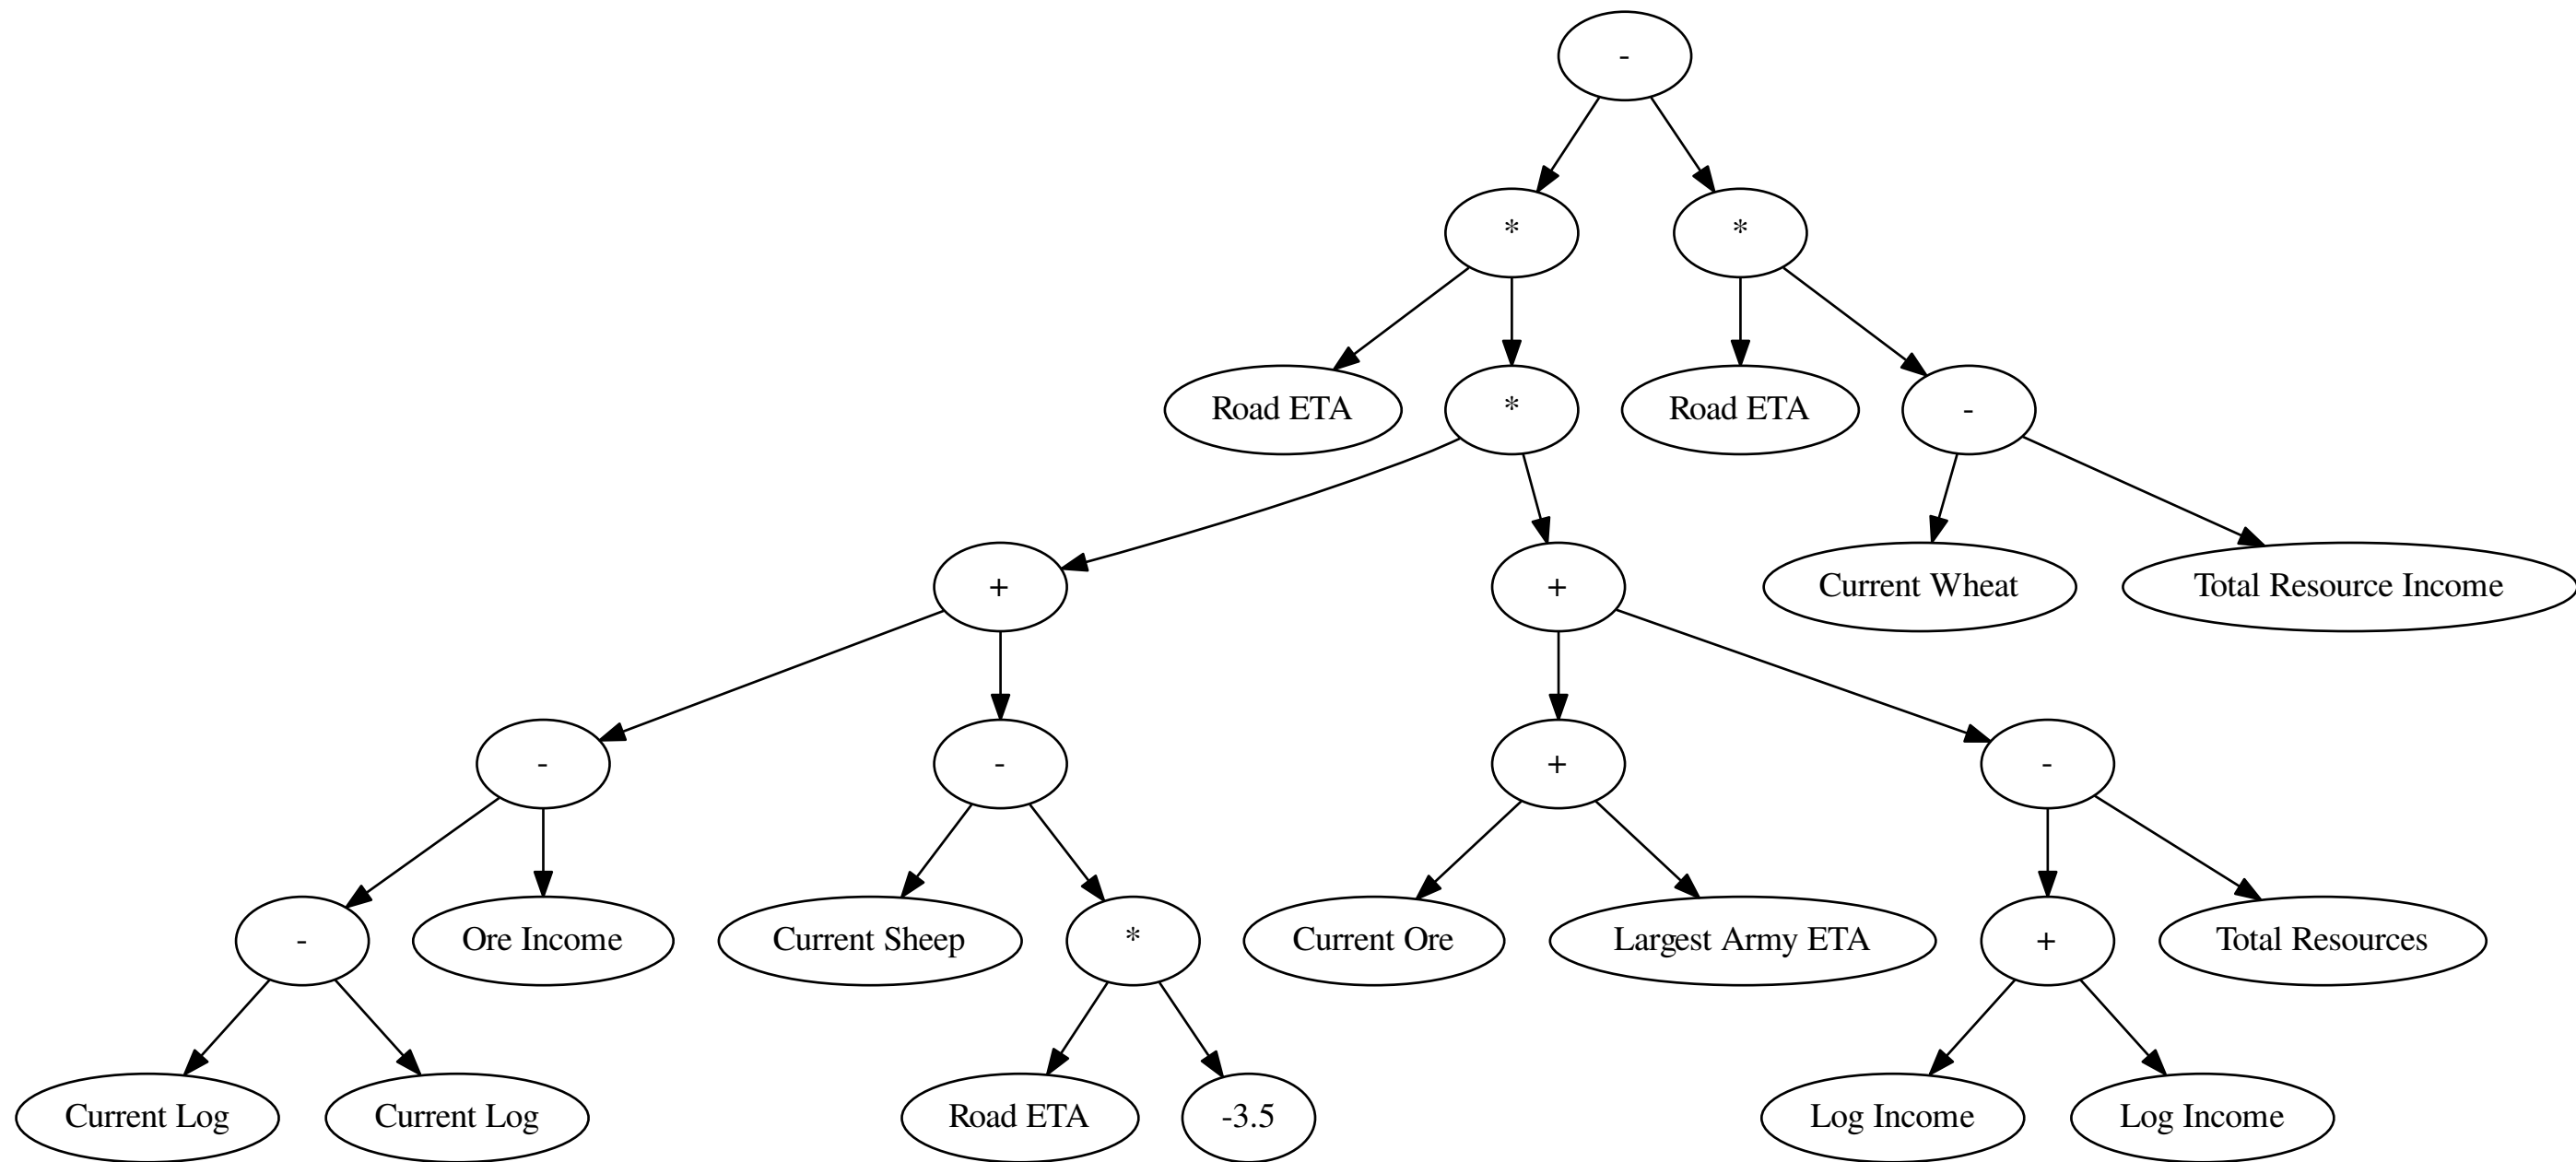 -
*
*
Road ETA
*
Road ETA
-
+
+
Current Wheat
Total Resource Income
-
-
+
-
-
Ore Income
Current Sheep
*
Current Ore
Largest Army ETA
+
Total Resources
Current Log
Current Log
Road ETA
-3.5
Log Income
Log Income